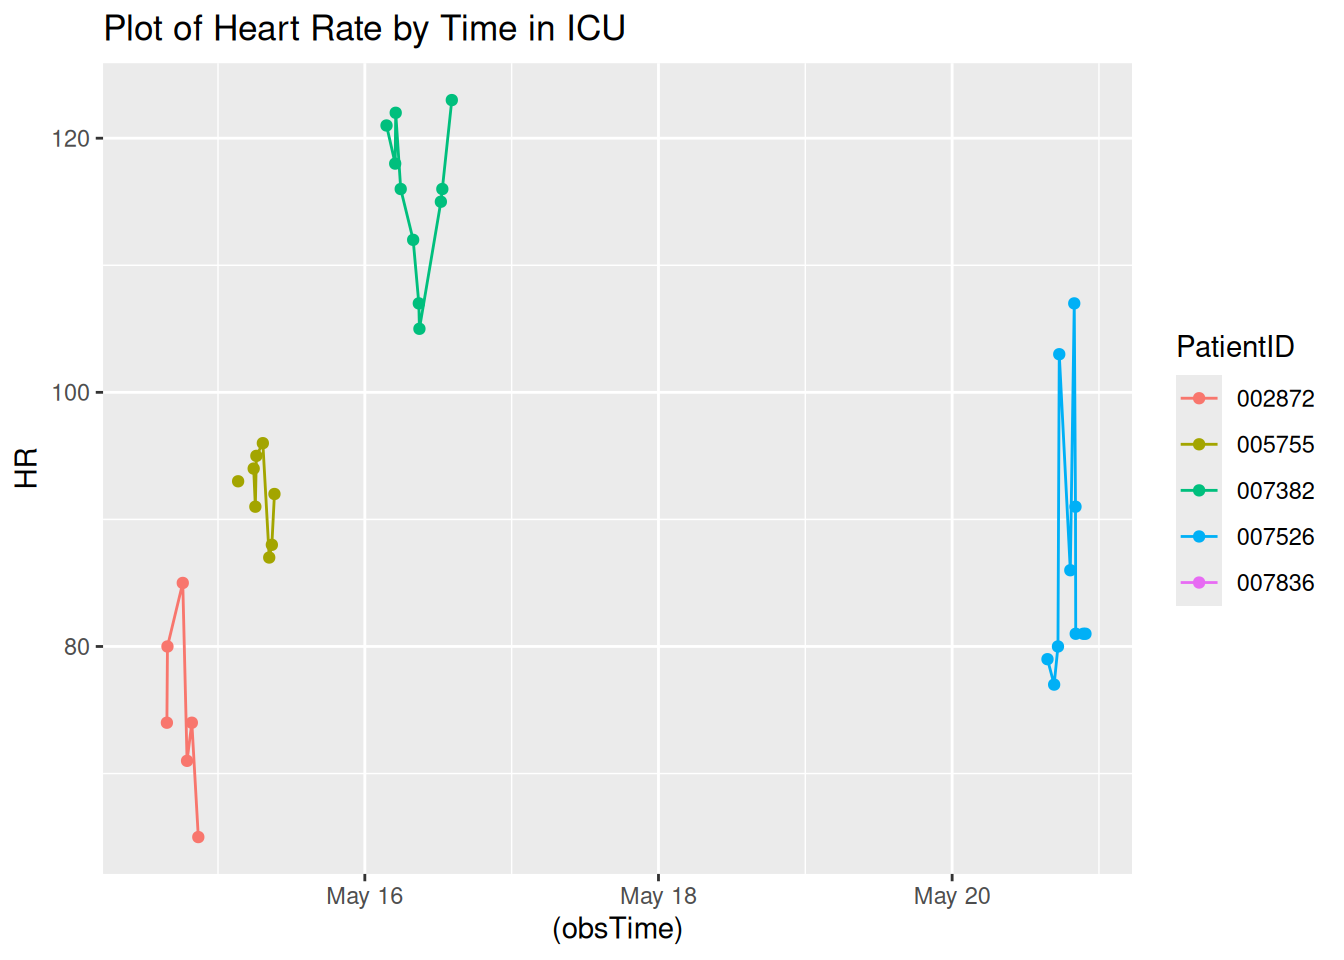 Plot of Heart Rate by Time in ICU
120
100
80
HR
May 16
May 18
May 20
(obsTime)
PatientID
002872
005755
007382
007526
007836